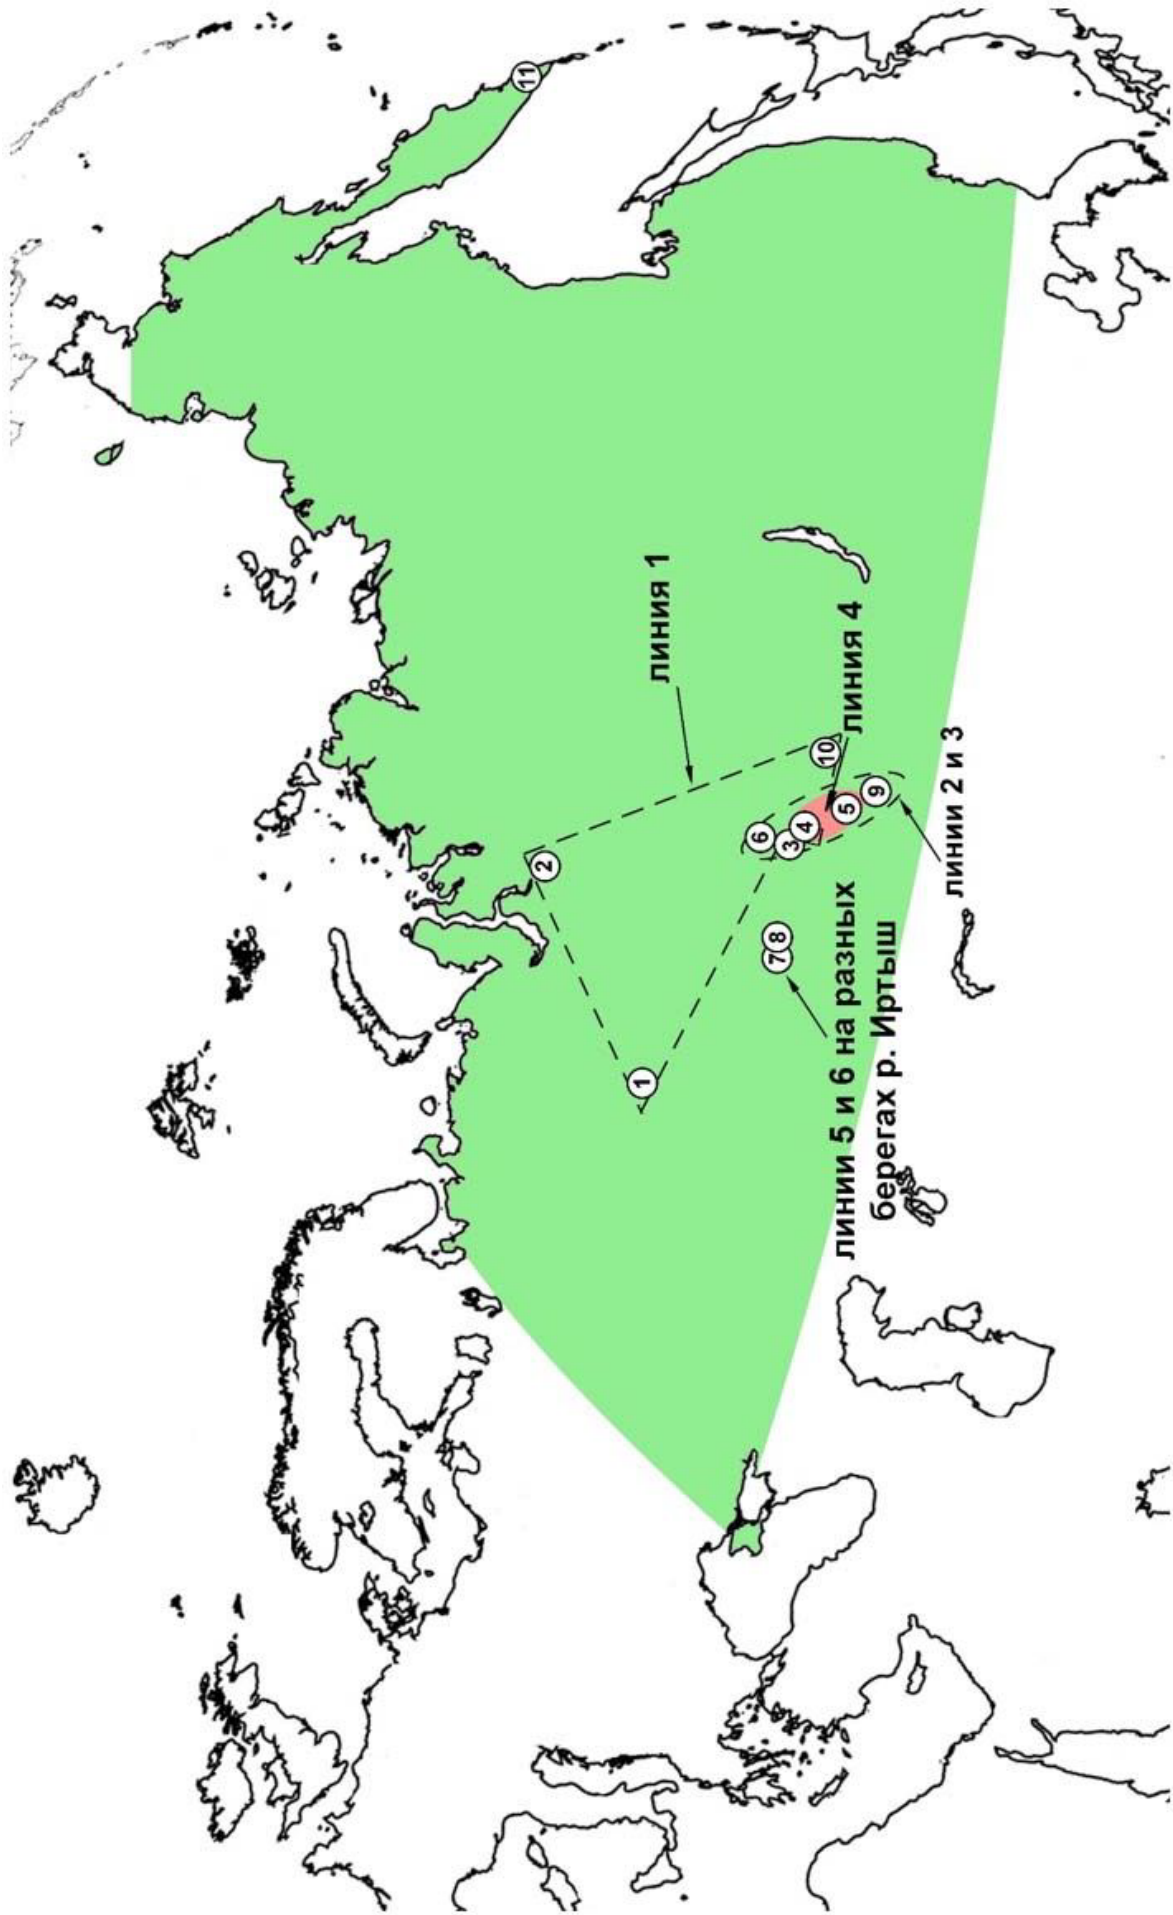 линия 1
линия 4
линии 2 и 3
линии 5 и 6 на разных
берегах р. Иртыш
1
2
3
4
5
6
7
8
9
10
11